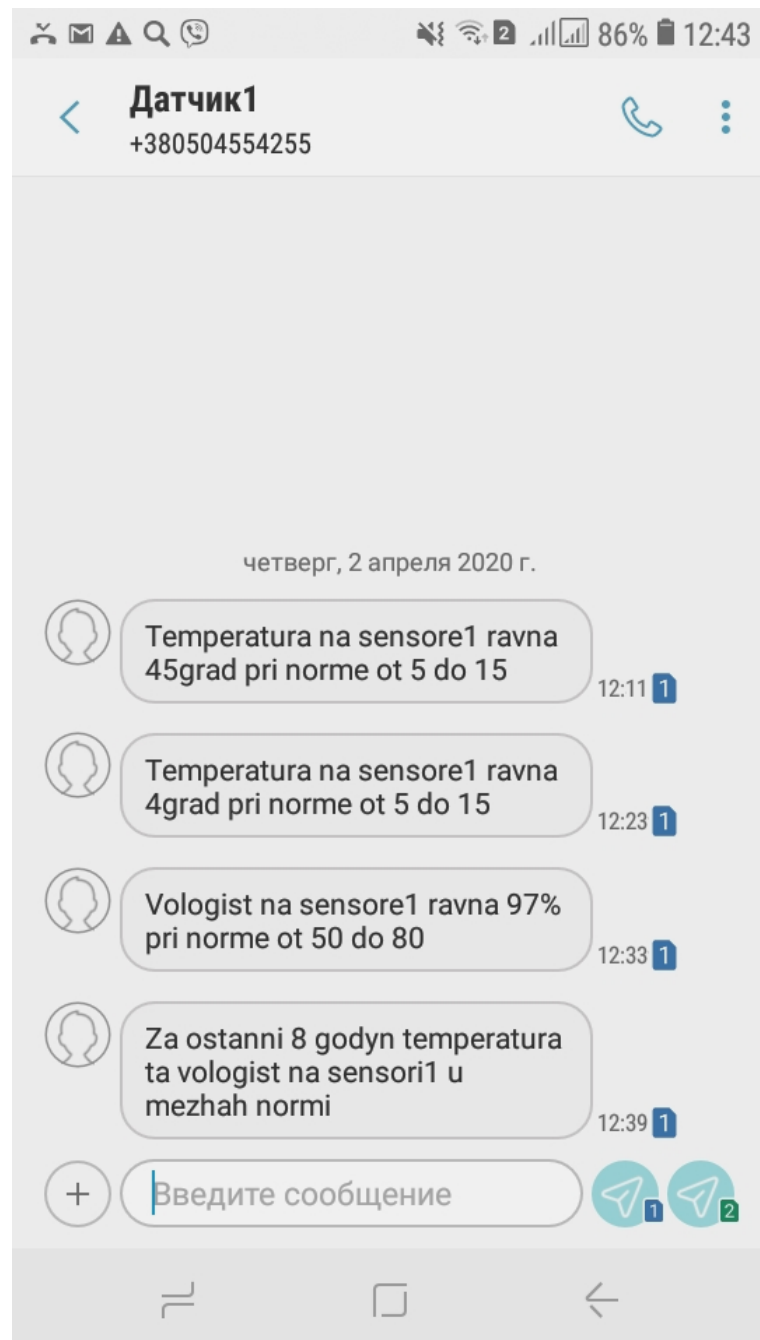 2 86% 12:43
Датчик1
+380504554255
четверг, 2 апреля 2020 г.
Temperatura na sensore1 ravna
45grad pri norme ot 5 do 15
12:11 1
Temperatura na sensore1 ravna
4grad pri norme ot 5 do 15
12:23 1
Vologist na sensore1 ravna 97%
pri norme ot 50 do 80
12:33 1
Za ostanni 8 godyn temperatura
ta vologist na sensori1 u
mezhah normi
12:39 1
Введите сообщение
1 2